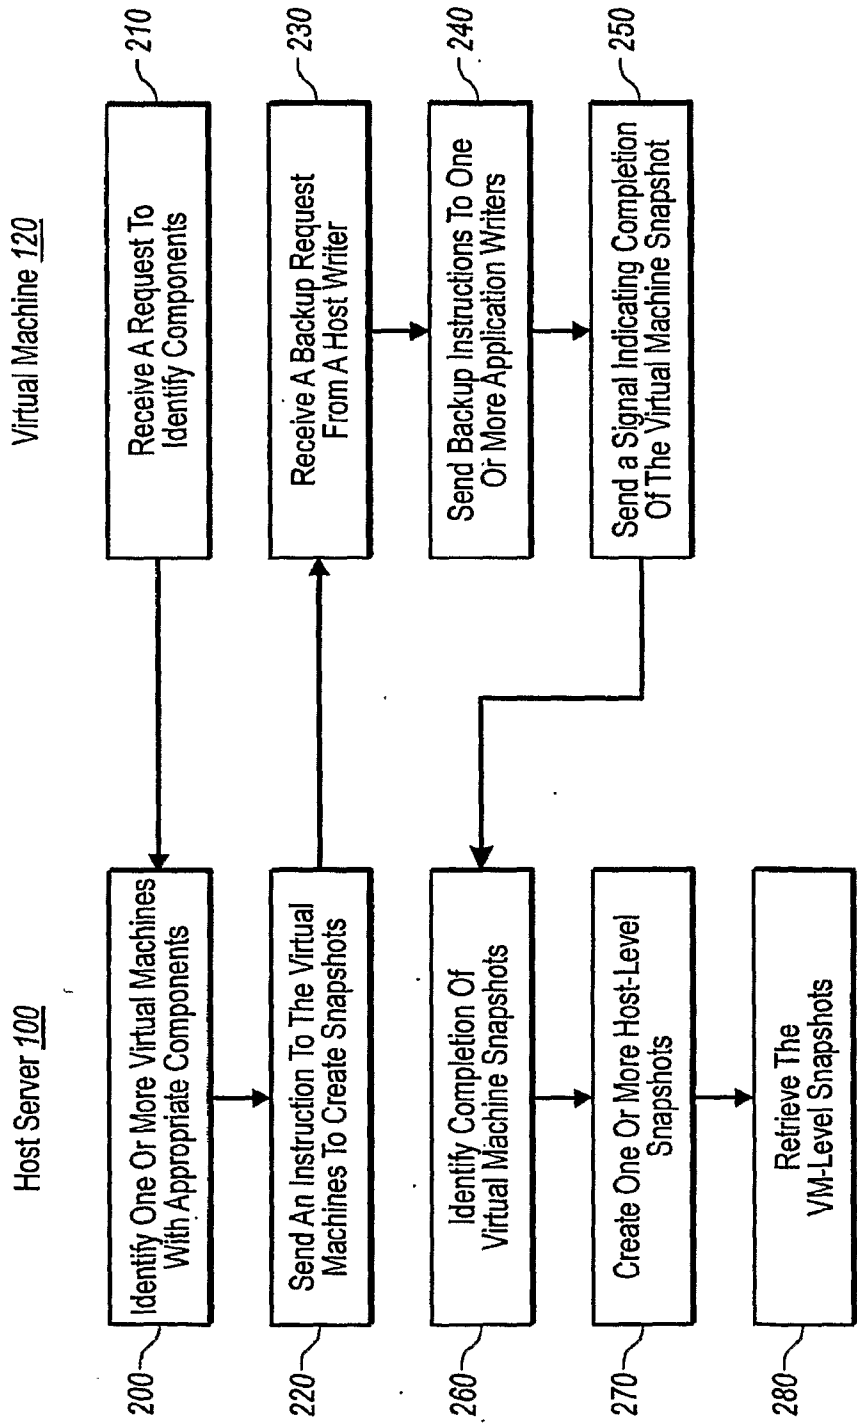 Host Server 100
Virtual Machine 120
200
Identify One Or More Virtual Machines
With Appropriate Components
210
Receive A Request To
Identify Components
220
Send An Instruction To The Virtual
Machines To Create Snapshots
230
Receive A Backup Request
From A Host Writer
240
Send Backup Instructions To One
Or More Application Writers
250
Send a Signal Indicating Completion
Of The Virtual Machine Snapshot
260
Identify Completion Of
Virtual Machine Snapshots
270
Create One Or More Host-Level
Snapshots
280
Retrieve The
VM-Level Snapshots